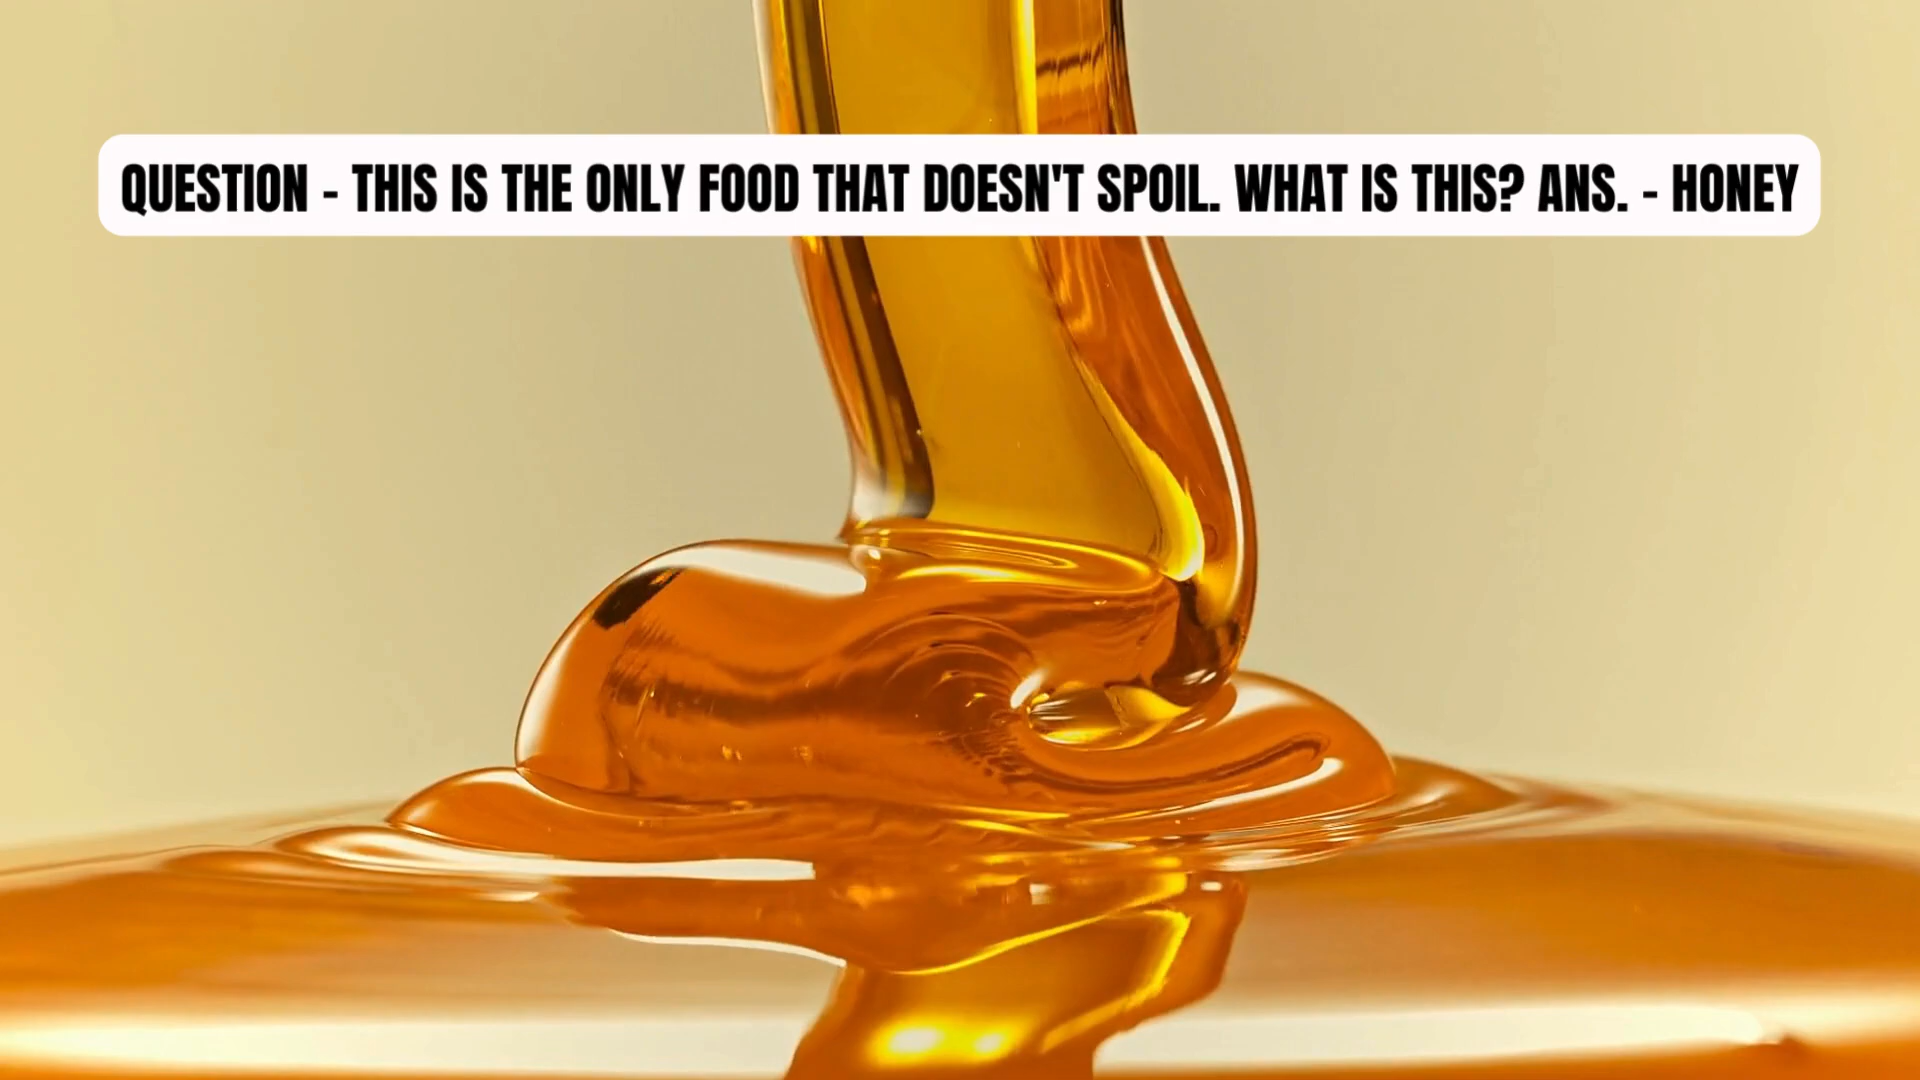 QUESTION - THIS IS THE ONLY FOOD THAT DOESN'T SPOIL. WHAT IS THIS? ANS. - HONEY